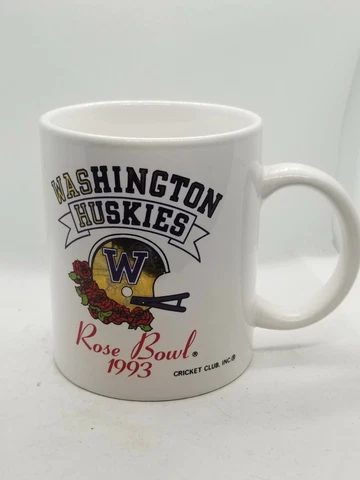 WASHINGTON
HUSKIES
W
Rose Bowl®
1993
CRICKET CLUB, INC.®